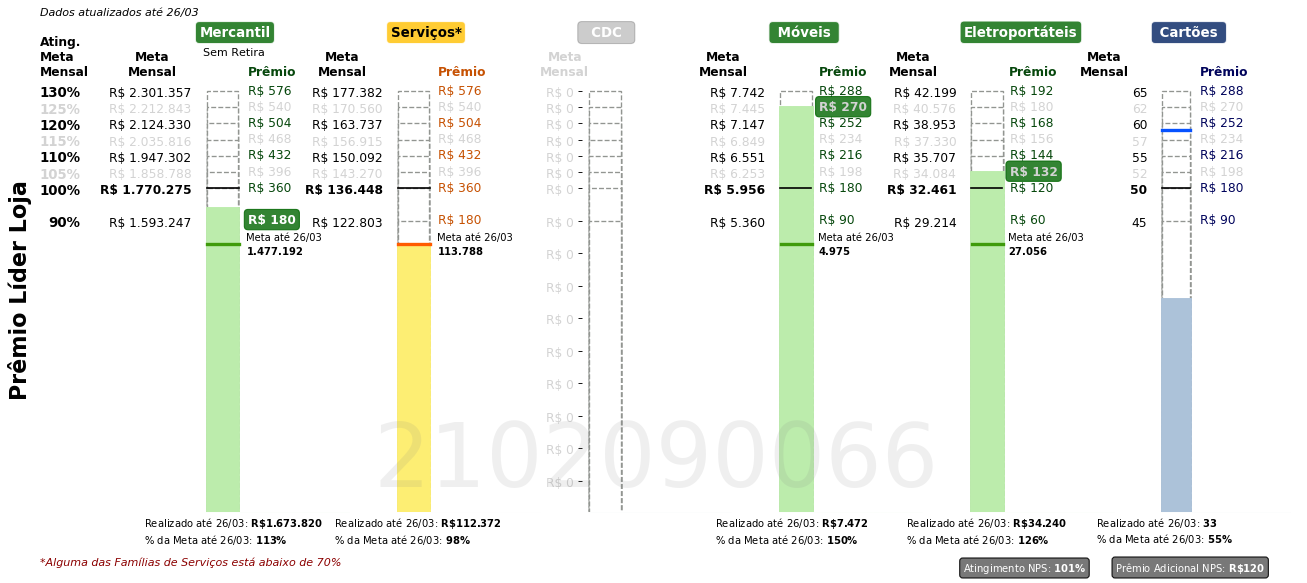 Dados atualizados até 26/03
Mercantil Serviços* CDC Móveis Eletroportáteis Cartões
Sem Retira
Ating. Meta Mensal Meta Mensal Prêmio Meta Mensal Prêmio Meta Mensal Meta Mensal Prêmio Meta Mensal Prêmio Meta Mensal Prêmio
130% R$ 2.301.357 R$ 576 R$ 177.382 R$ 576 R$ 0 R$ 7.742 R$ 288 R$ 42.199 R$ 192 65 R$ 288
125% R$ 2.212.843 R$ 540 R$ 170.560 R$ 540 R$ 0 R$ 7.445 R$ 270 R$ 40.576 R$ 180 62 R$ 270
120% R$ 2.124.330 R$ 504 R$ 163.737 R$ 504 R$ 0 R$ 7.147 R$ 252 R$ 38.953 R$ 168 60 R$ 252
115% R$ 2.035.816 R$ 468 R$ 156.915 R$ 468 R$ 0 R$ 6.849 R$ 234 R$ 37.330 R$ 156 57 R$ 234
110% R$ 1.947.302 R$ 432 R$ 150.092 R$ 432 R$ 0 R$ 6.551 R$ 216 R$ 35.707 R$ 144 55 R$ 216
105% R$ 1.858.788 R$ 396 R$ 143.270 R$ 396 R$ 0 R$ 6.253 R$ 198 R$ 34.084 R$ 132 52 R$ 198
100% R$ 1.770.275 R$ 360 R$ 136.448 R$ 360 R$ 0 R$ 5.956 R$ 180 R$ 32.461 R$ 120 50 R$ 180
90% R$ 1.593.247 R$ 180 R$ 122.803 R$ 180 R$ 0 R$ 5.360 R$ 90 R$ 29.214 R$ 60 45 R$ 90
Meta até 26/03 Meta até 26/03 Meta até 26/03 Meta até 26/03
1.477.192 113.788 R$ 0 4.975 27.056
R$ 0
R$ 0
R$ 0
R$ 0
R$ 0
R$ 0
R$ 0
Prêmio Líder Loja
2102090066
Realizado até 26/03: R$1.673.820 Realizado até 26/03: R$112.372 Realizado até 26/03: R$7.472 Realizado até 26/03: R$34.240 Realizado até 26/03: 33
% da Meta até 26/03: 113% % da Meta até 26/03: 98% % da Meta até 26/03: 150% % da Meta até 26/03: 126% % da Meta até 26/03: 55%
*Alguma das Famílias de Serviços está abaixo de 70%
Atingimento NPS: 101% Prêmio Adicional NPS: R$120